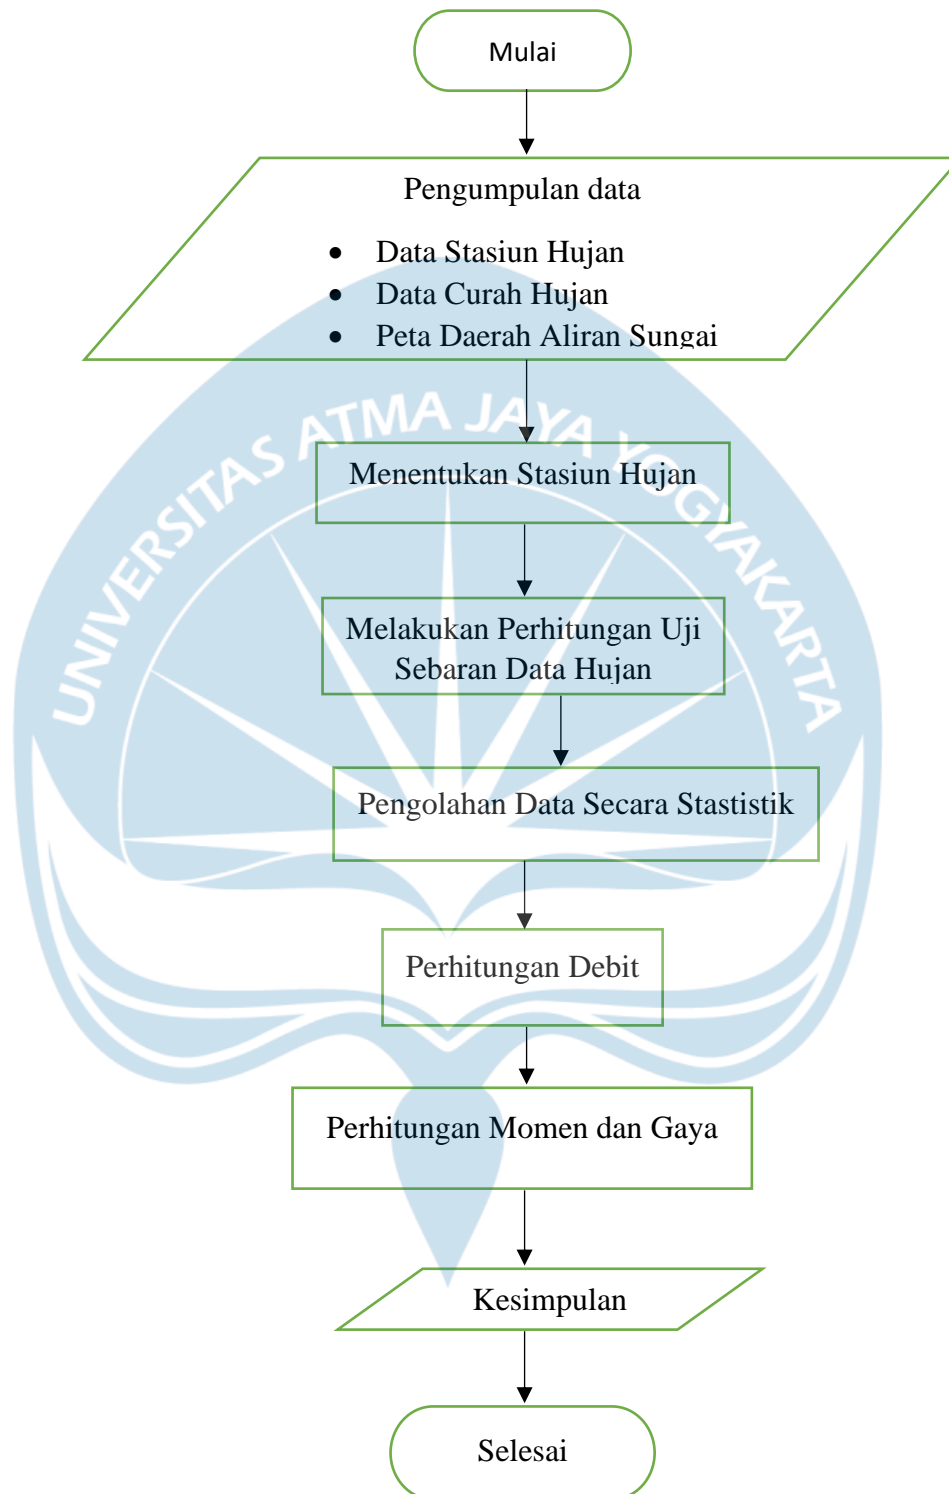 Mulai
Pengumpulan data
• Data Stasiun Hujan
• Data Curah Hujan
• Peta Daerah Aliran Sungai
UNIVERSITAS ATMA JAYA YOGYAKARTA
Menentukan Stasiun Hujan
Melakukan Perhitungan Uji
Sebaran Data Hujan
Pengolahan Data Secara Stastistik
Perhitungan Debit
Perhitungan Momen dan Gaya
Kesimpulan
Selesai